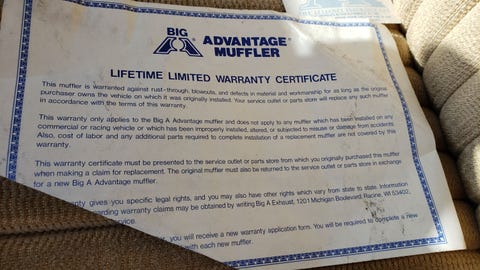 BIG
A
ADVANTAGE®
MUFFLER
LIFETIME LIMITED WARRANTY CERTIFICATE
This muffler is warranted against rust-through, blowouts, and defects in material and workmanship for as long as the original
purchaser owns the vehicle on which it was originally installed. Your service outlet or parts store will replace any such muffler
in accordance with the terms of this warranty.
This warranty only applies to the Big A Advantage muffler and does not apply to any muffler which has been installed on any
commercial or racing vehicle or which has been improperly installed, altered, or subjected to misuse or damage from accidents
Also, cost of labor and any additional parts required to complete installation of a replacement muffler are not covered by this
warranty.
This warranty certificate must be presented to the service outlet or parts store from which you originally purchased this muffler
when making a claim for replacement. The original muffler must also be returned to the service outlet or parts store in exchange
for a new Big A Advantage muffler.
gives you specific legal rights, and you may also have other rights which vary from state to state. Information
warranty claims may be obtained by writing Big A Exhaust, 1201 Michigan Boulevard, Racine, WI 53402,
service.
you will receive a new warranty application form. You will be required to complete a new
with each new muffler.